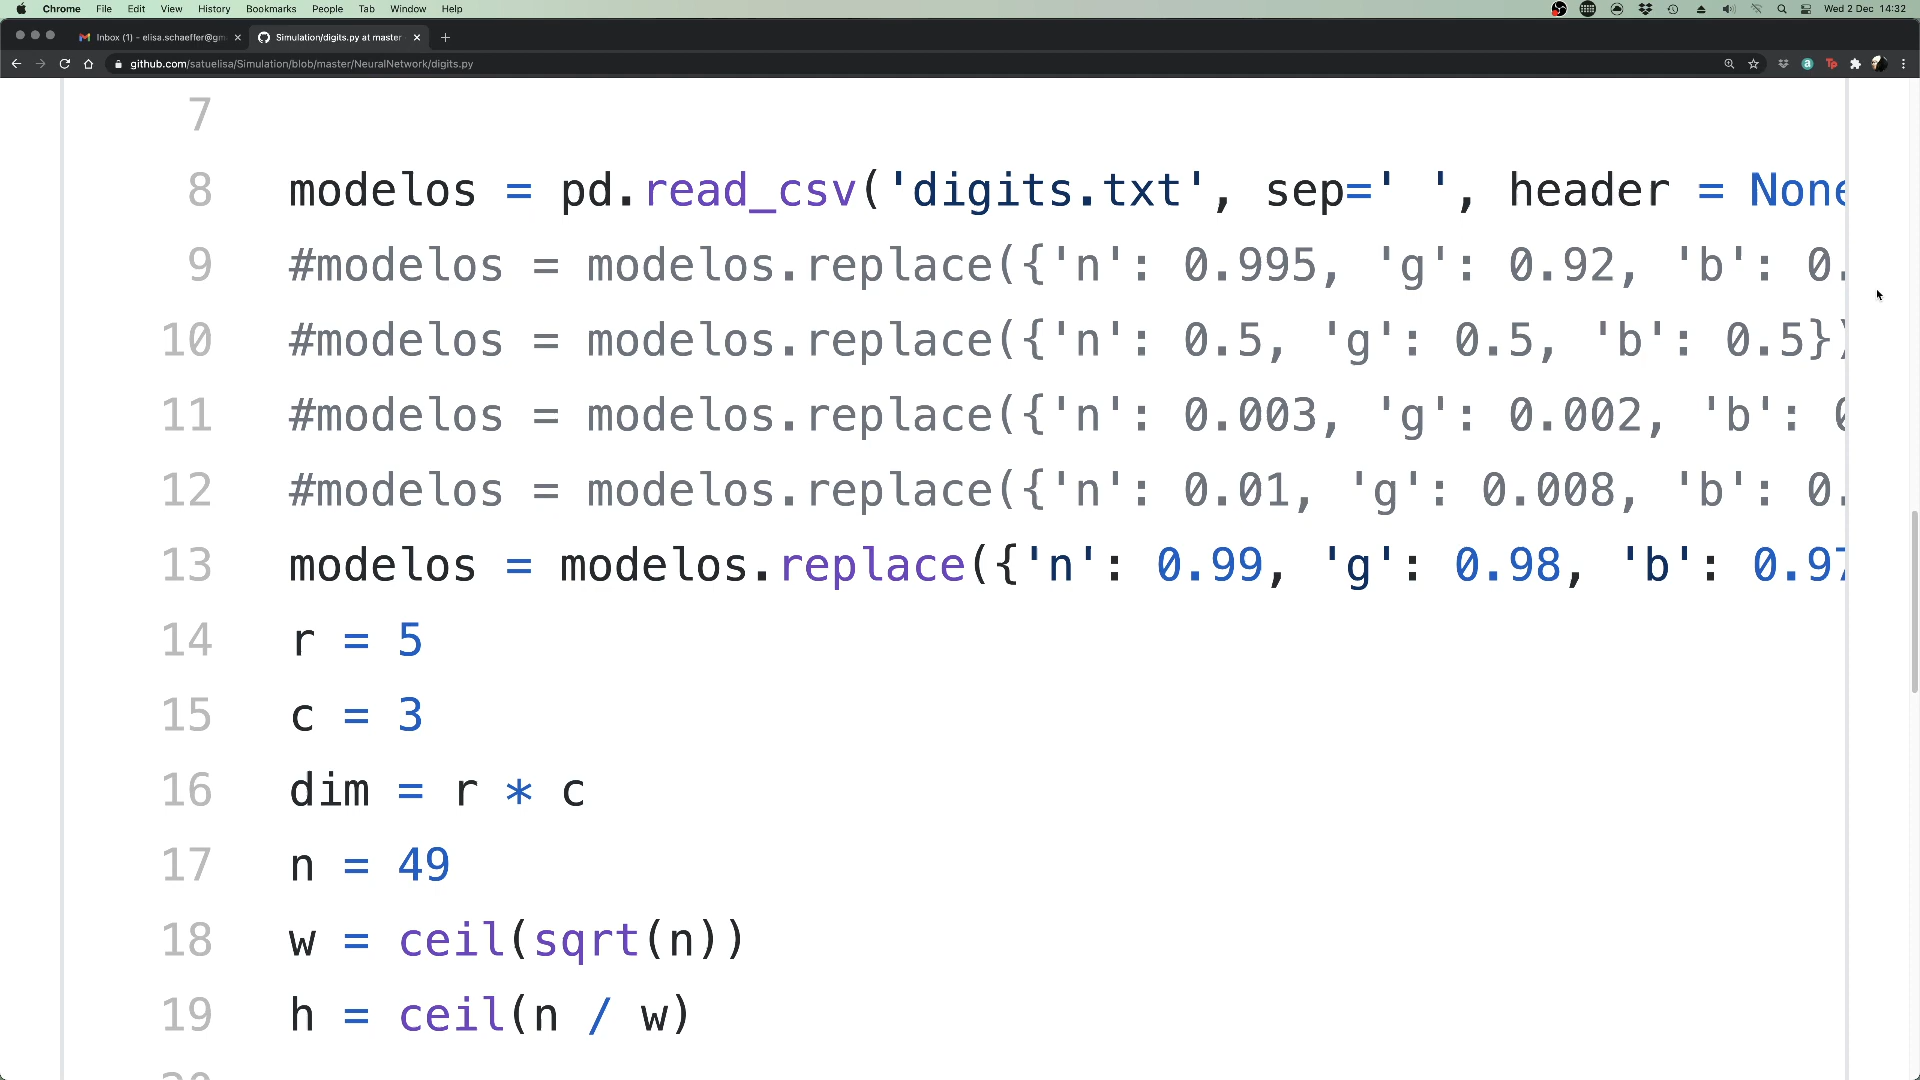 Chrome File Edit View History Bookmarks People Tab Window Help Wed 2 Dec 14:32
Inbox (1) - elisa.schaeffer@gm Simulation/digits.py at master
github.com/satuelisa/Simulation/blob/master/NeuralNetwork/digits.py
7
8 modelos = pd.read_csv('digits.txt', sep=' ', header = None
9 #modelos = modelos.replace({'n': 0.995, 'g': 0.92, 'b': 0.
10 #modelos = modelos.replace({'n': 0.5, 'g': 0.5, 'b': 0.5})
11 #modelos = modelos.replace({'n': 0.003, 'g': 0.002, 'b': 0
12 #modelos = modelos.replace({'n': 0.01, 'g': 0.008, 'b': 0.
13 modelos = modelos.replace({'n': 0.99, 'g': 0.98, 'b': 0.97
14 r = 5
15 c = 3
16 dim = r * c
17 n = 49
18 w = ceil(sqrt(n))
19 h = ceil(n / w)